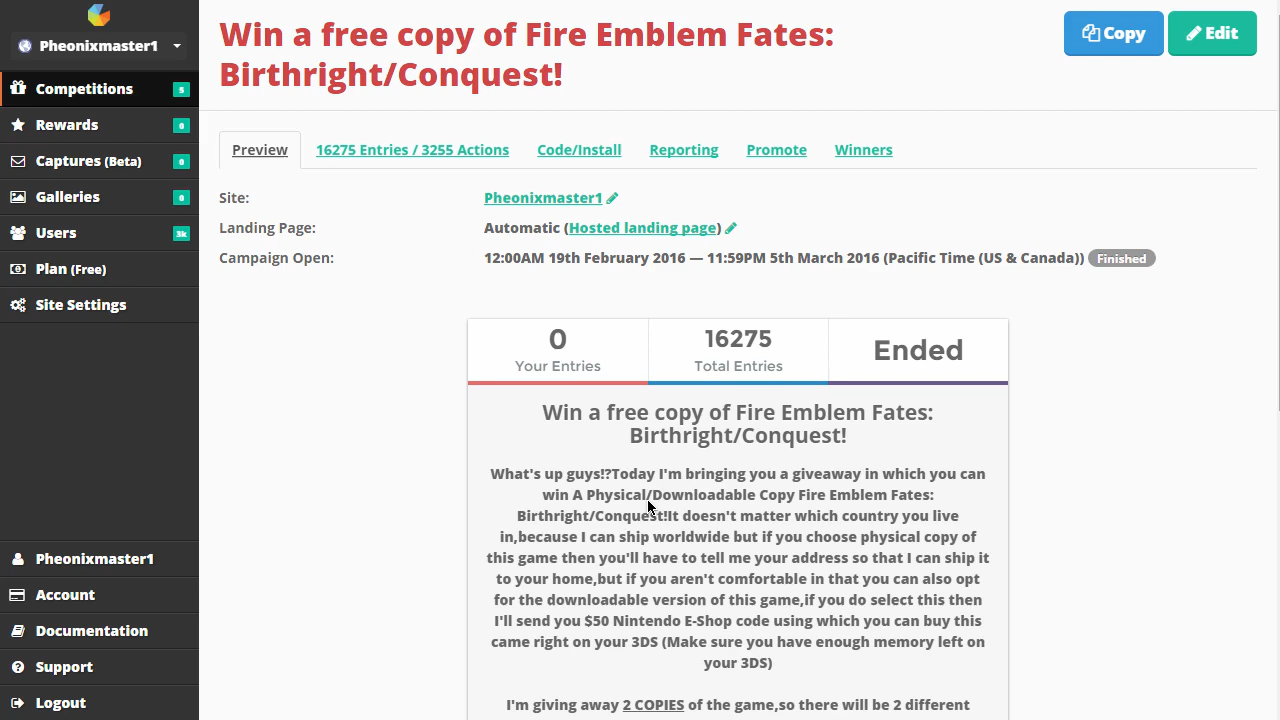 Pheonixmaster1
Competitions 5
Rewards 0
Captures (Beta) 0
Galleries 0
Users 3k
Plan (Free)
Site Settings
Pheonixmaster1
Account
Documentation
Support
Logout
Win a free copy of Fire Emblem Fates:
Birthright/Conquest!
Copy
Edit
Preview
16275 Entries / 3255 Actions
Code/Install
Reporting
Promote
Winners
Site: Pheonixmaster1
Landing Page: Automatic (Hosted landing page)
Campaign Open: 12:00AM 19th February 2016 — 11:59PM 5th March 2016 (Pacific Time (US & Canada)) Finished
0
Your Entries
16275
Total Entries
Ended
Win a free copy of Fire Emblem Fates:
Birthright/Conquest!
What's up guys!?Today I'm bringing you a giveaway in which you can
win A Physical/Downloadable Copy Fire Emblem Fates:
Birthright/Conquest!It doesn't matter which country you live
in,because I can ship worldwide but if you choose physical copy of
this game then you'll have to tell me your address so that I can ship it
to your home,but if you aren't comfortable in that you can also opt
for the downloadable version of this game,if you do select this then
I'll send you $50 Nintendo E-Shop code using which you can buy this
came right on your 3DS (Make sure you have enough memory left on
your 3DS)
I'm giving away 2 COPIES of the game,so there will be 2 different